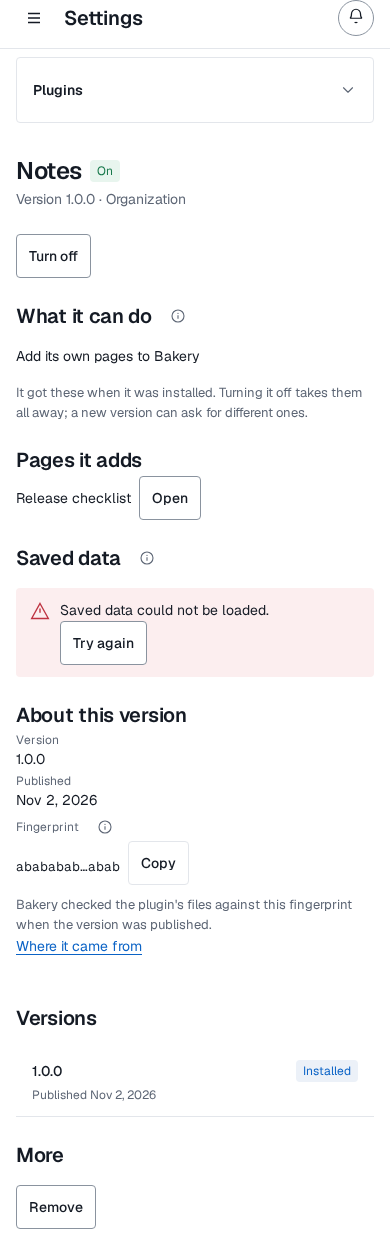 Settings
Plugins
Notes On
Version 1.0.0 · Organization
Turn off
What it can do
Add its own pages to Bakery
It got these when it was installed. Turning it off takes them
all away; a new version can ask for different ones.
Pages it adds
Release checklist Open
Saved data
Saved data could not be loaded.
Try again
About this version
Version
1.0.0
Published
Nov 2, 2026
Fingerprint
abababab…abab Copy
Bakery checked the plugin's files against this fingerprint
when the version was published.
Where it came from
Versions
1.0.0 Installed
Published Nov 2, 2026
More
Remove